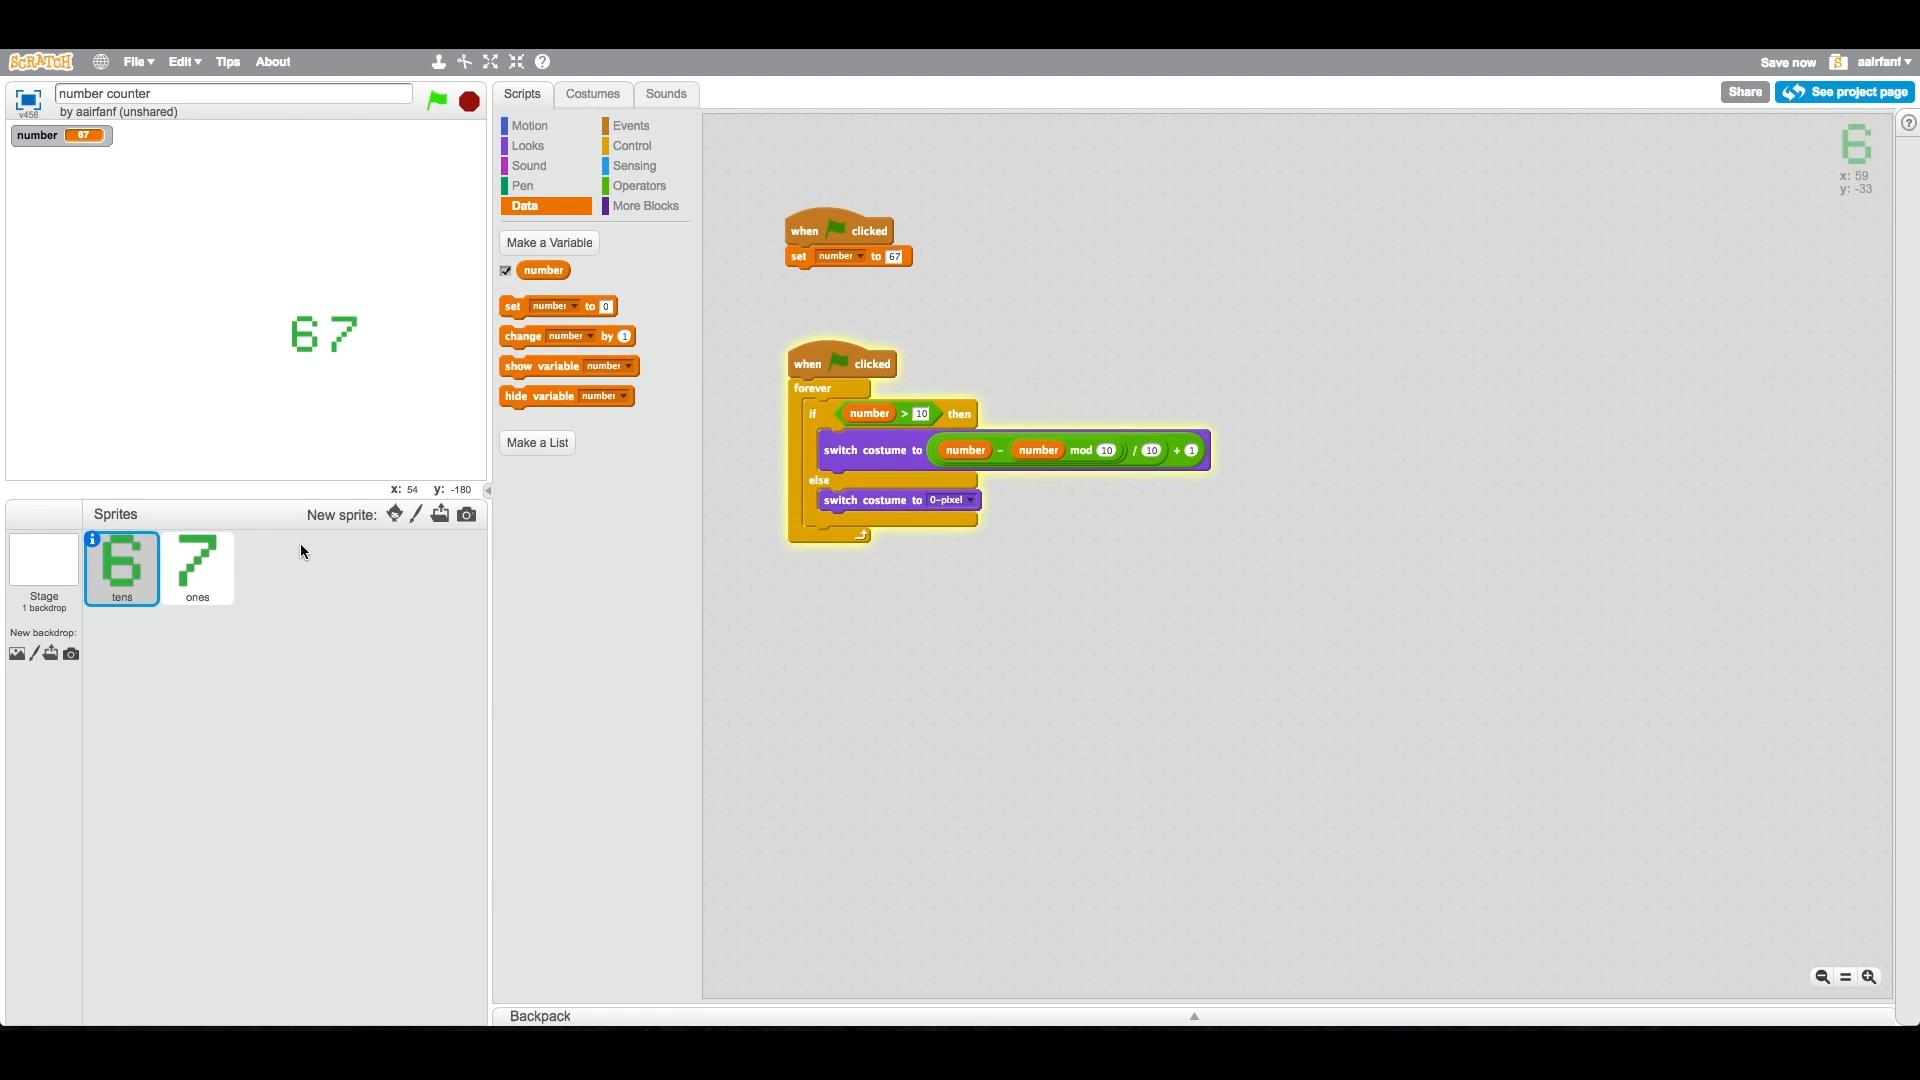 SCRATCH File Edit Tips About Save now aairfanf
v456 number counter
by aairfanf (unshared)
Scripts Costumes Sounds
Share See project page
number 67
67
x: 54 y: -180
Sprites New sprite:
Stage
1 backdrop
New backdrop:
6
tens
7
ones
Motion
Looks
Sound
Pen
Data
Events
Control
Sensing
Operators
More Blocks
Make a Variable
number
set number to 0
change number by 1
show variable number
hide variable number
Make a List
when clicked
set number to 67
when clicked
forever
if number > 10 then
switch costume to number - number mod 10 / 10 + 1
else
switch costume to 0-pixel
6
x: 59
y: -33
Backpack